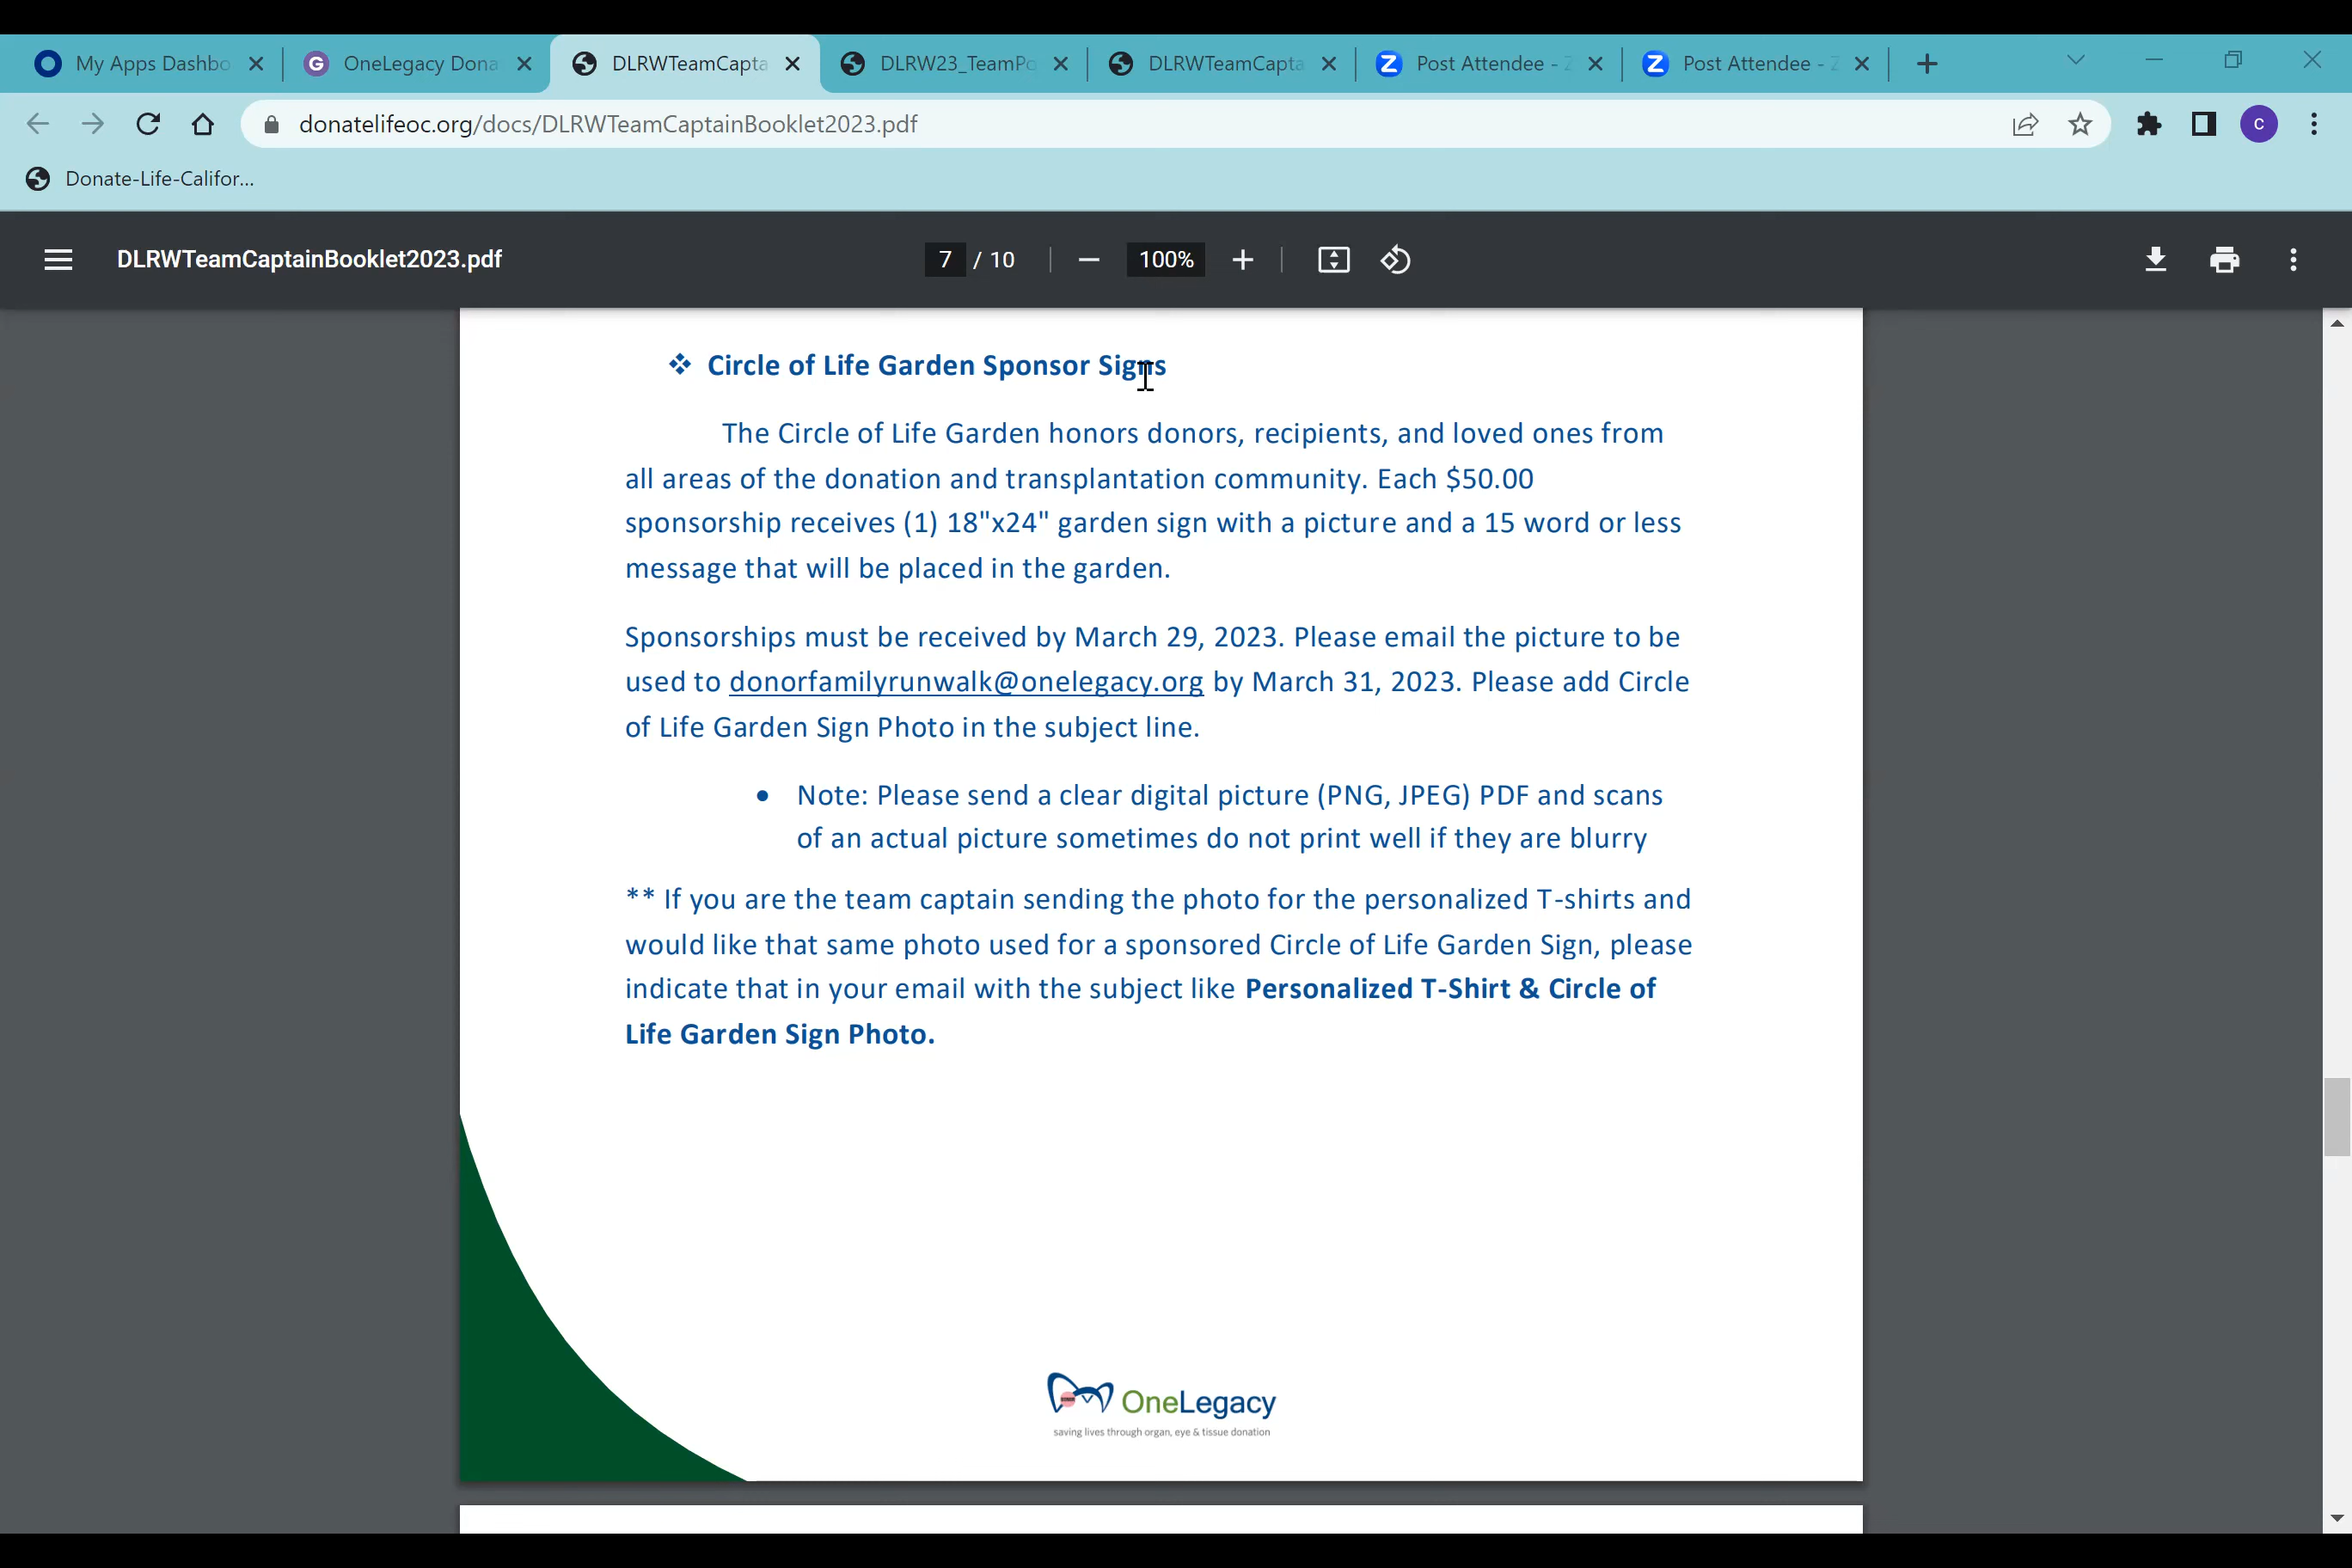 My Apps Dashbo
OneLegacy Dona
DLRWTeamCapta
DLRW23_TeamPo
DLRWTeamCapta
Post Attendee - Z
Post Attendee - Z
donatelifeoc.org/docs/DLRWTeamCaptainBooklet2023.pdf
C
Donate-Life-Califor...
DLRWTeamCaptainBooklet2023.pdf
7 / 10
100%
❖ Circle of Life Garden Sponsor Signs
The Circle of Life Garden honors donors, recipients, and loved ones from
all areas of the donation and transplantation community. Each $50.00
sponsorship receives (1) 18"x24" garden sign with a picture and a 15 word or less
message that will be placed in the garden.
Sponsorships must be received by March 29, 2023. Please email the picture to be
used to donorfamilyrunwalk@onelegacy.org by March 31, 2023. Please add Circle
of Life Garden Sign Photo in the subject line.
• Note: Please send a clear digital picture (PNG, JPEG) PDF and scans
of an actual picture sometimes do not print well if they are blurry
** If you are the team captain sending the photo for the personalized T-shirts and
would like that same photo used for a sponsored Circle of Life Garden Sign, please
indicate that in your email with the subject like Personalized T-Shirt & Circle of
Life Garden Sign Photo.
OneLegacy
saving lives through organ, eye & tissue donation